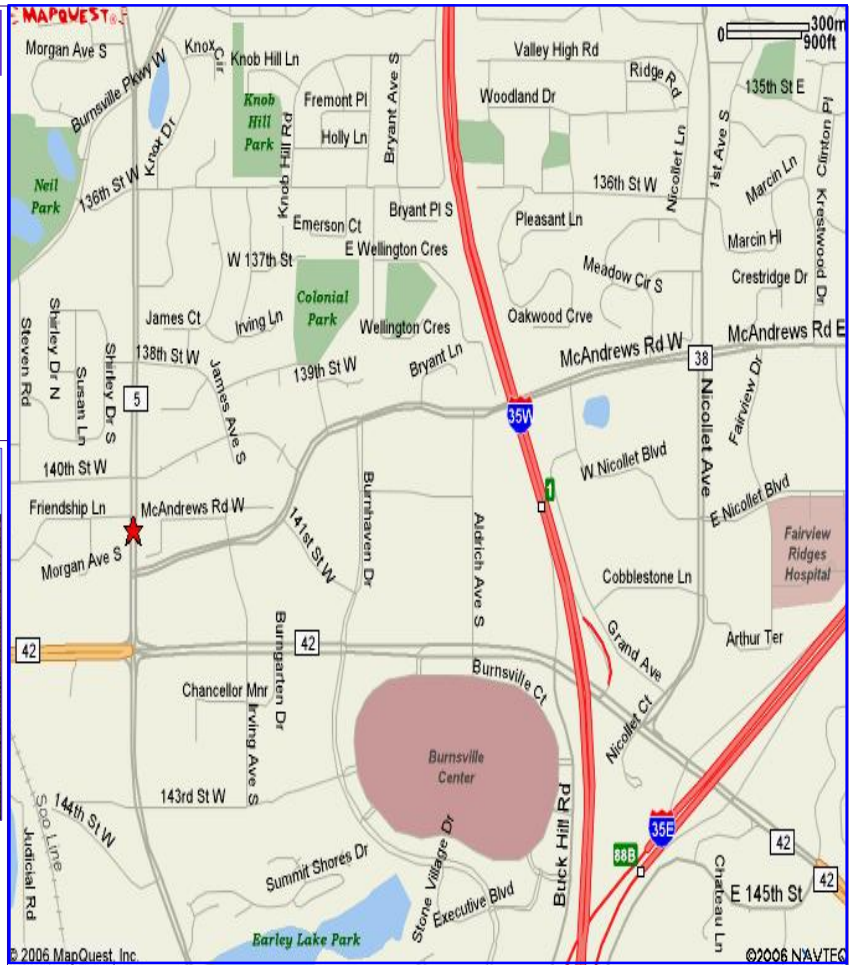 MAPQUEST®
0 300m
900ft
Morgan Ave S
Burnsville Pkwy W
Knox Cir
Knob Hill Ln
Knob Hill Park
Fremont Pl
Holly Ln
Bryant Ave S
Valley High Rd
Ridge Rd
Woodland Dr
135th St E
Clinton Pl
1st Ave S
Nicollet Ln
Knox Dr
136th St W
Neil Park
Knob Hill Rd
Emerson Ct
Bryant Pl S
136th St W
Pleasant Ln
Marcin Ln
Marcin Hl
Krestwood Dr
W 137th St
E Wellington Cres
Meadow Cir S
Crestridge Dr
Colonial Park
James Ct
Irving Ln
Wellington Cres
Oakwood Crve
McAndrews Rd W
McAndrews Rd E
Steven Rd
Shirley Dr N
Susan Ln
Shirley Dr S
138th St W
James Ave S
139th St W
Bryant Ln
38
5
35W
Nicollet Ave
Fairview Dr
140th St W
W Nicollet Blvd
E Nicollet Blvd
Friendship Ln
McAndrews Rd W
1
Morgan Ave S
141st St W
Burnhaven Dr
Aldrich Ave S
Fairview Ridges Hospital
Cobblestone Ln
Grand Ave
Arthur Ter
42
42
Burngarten Dr
Burnsville Ct
Nicollet Ct
Chancellor Mnr
Irving Ave S
Burnsville Center
Buck Hill Rd
Soo Line
144th St W
143rd St W
Judicial Rd
35E
88B
42
42
Summit Shores Dr
Stone Village Dr
Executive Blvd
Chateau Ln
E 145th St
Earley Lake Park
© 2006 MapQuest, Inc.
©2006 NAVTEQ